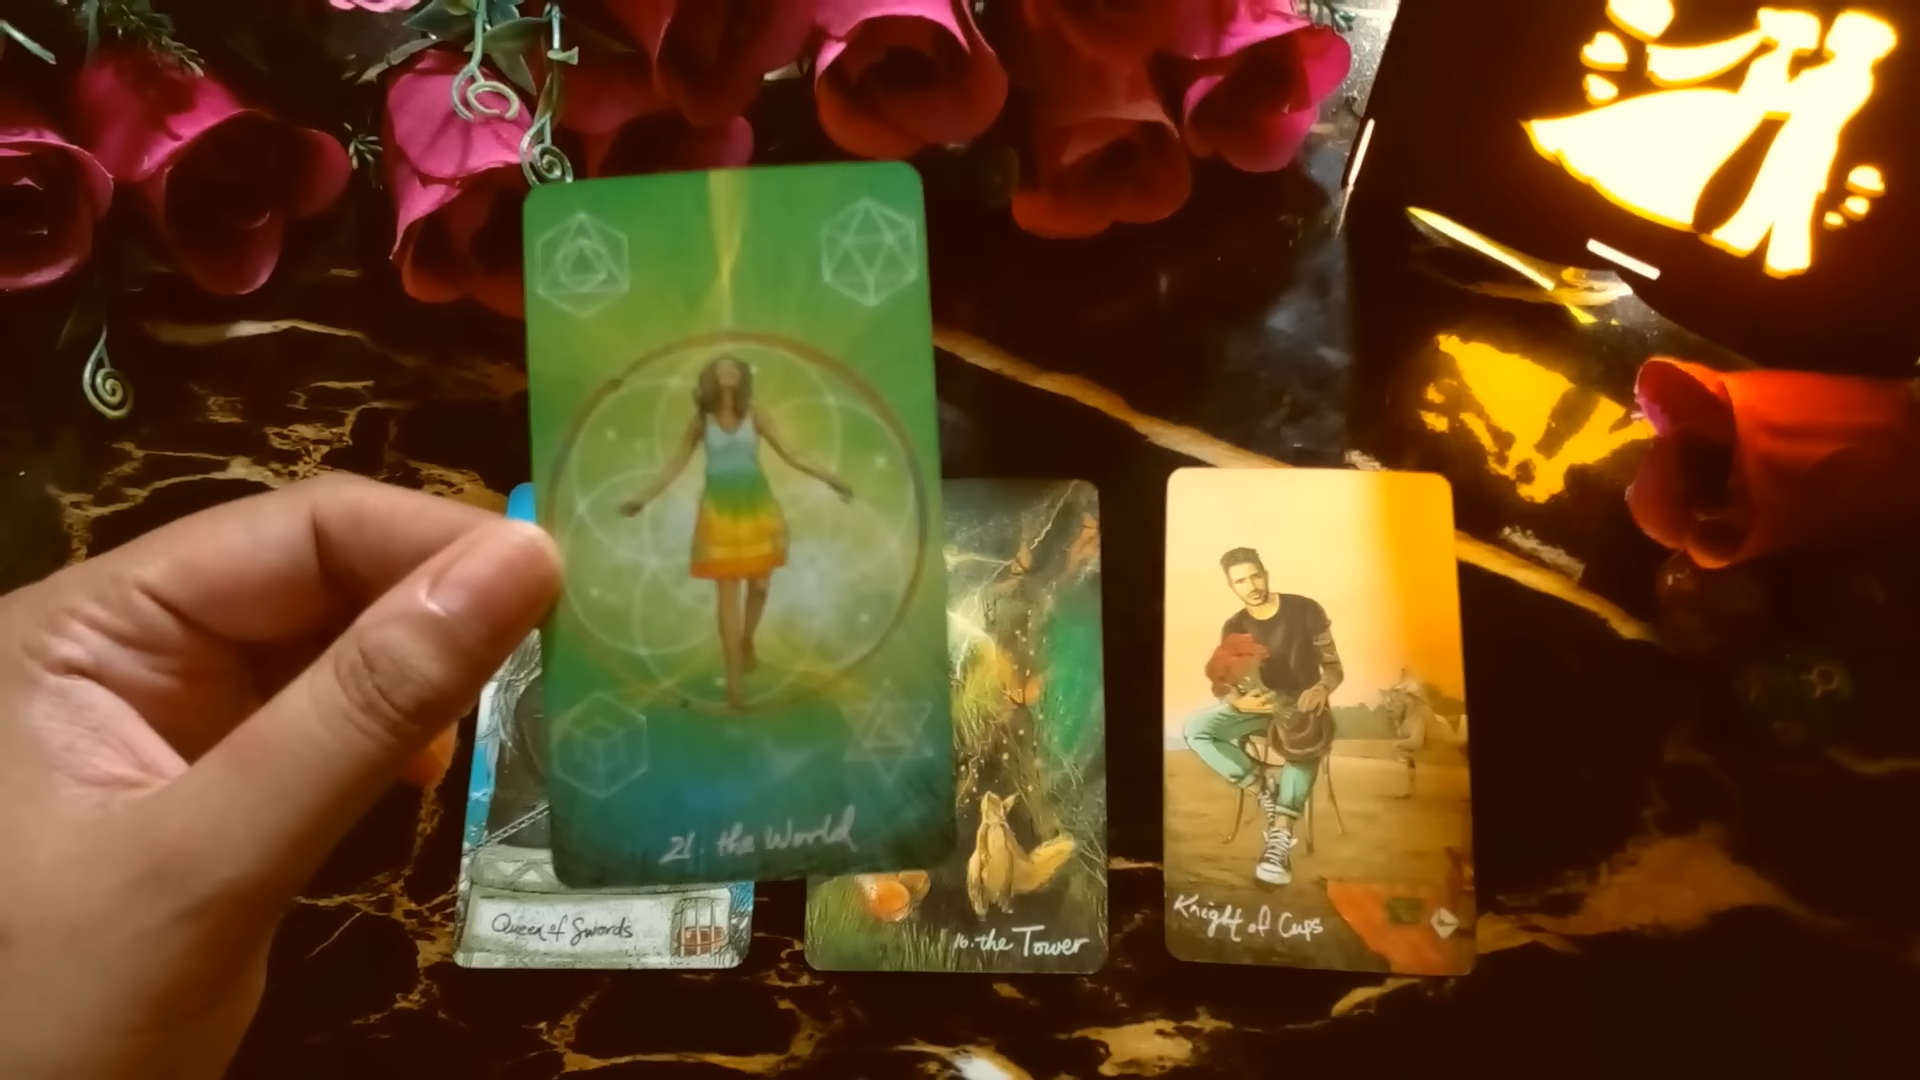 21. the World
Queen of Swords
16. the Tower
Knight of Cups